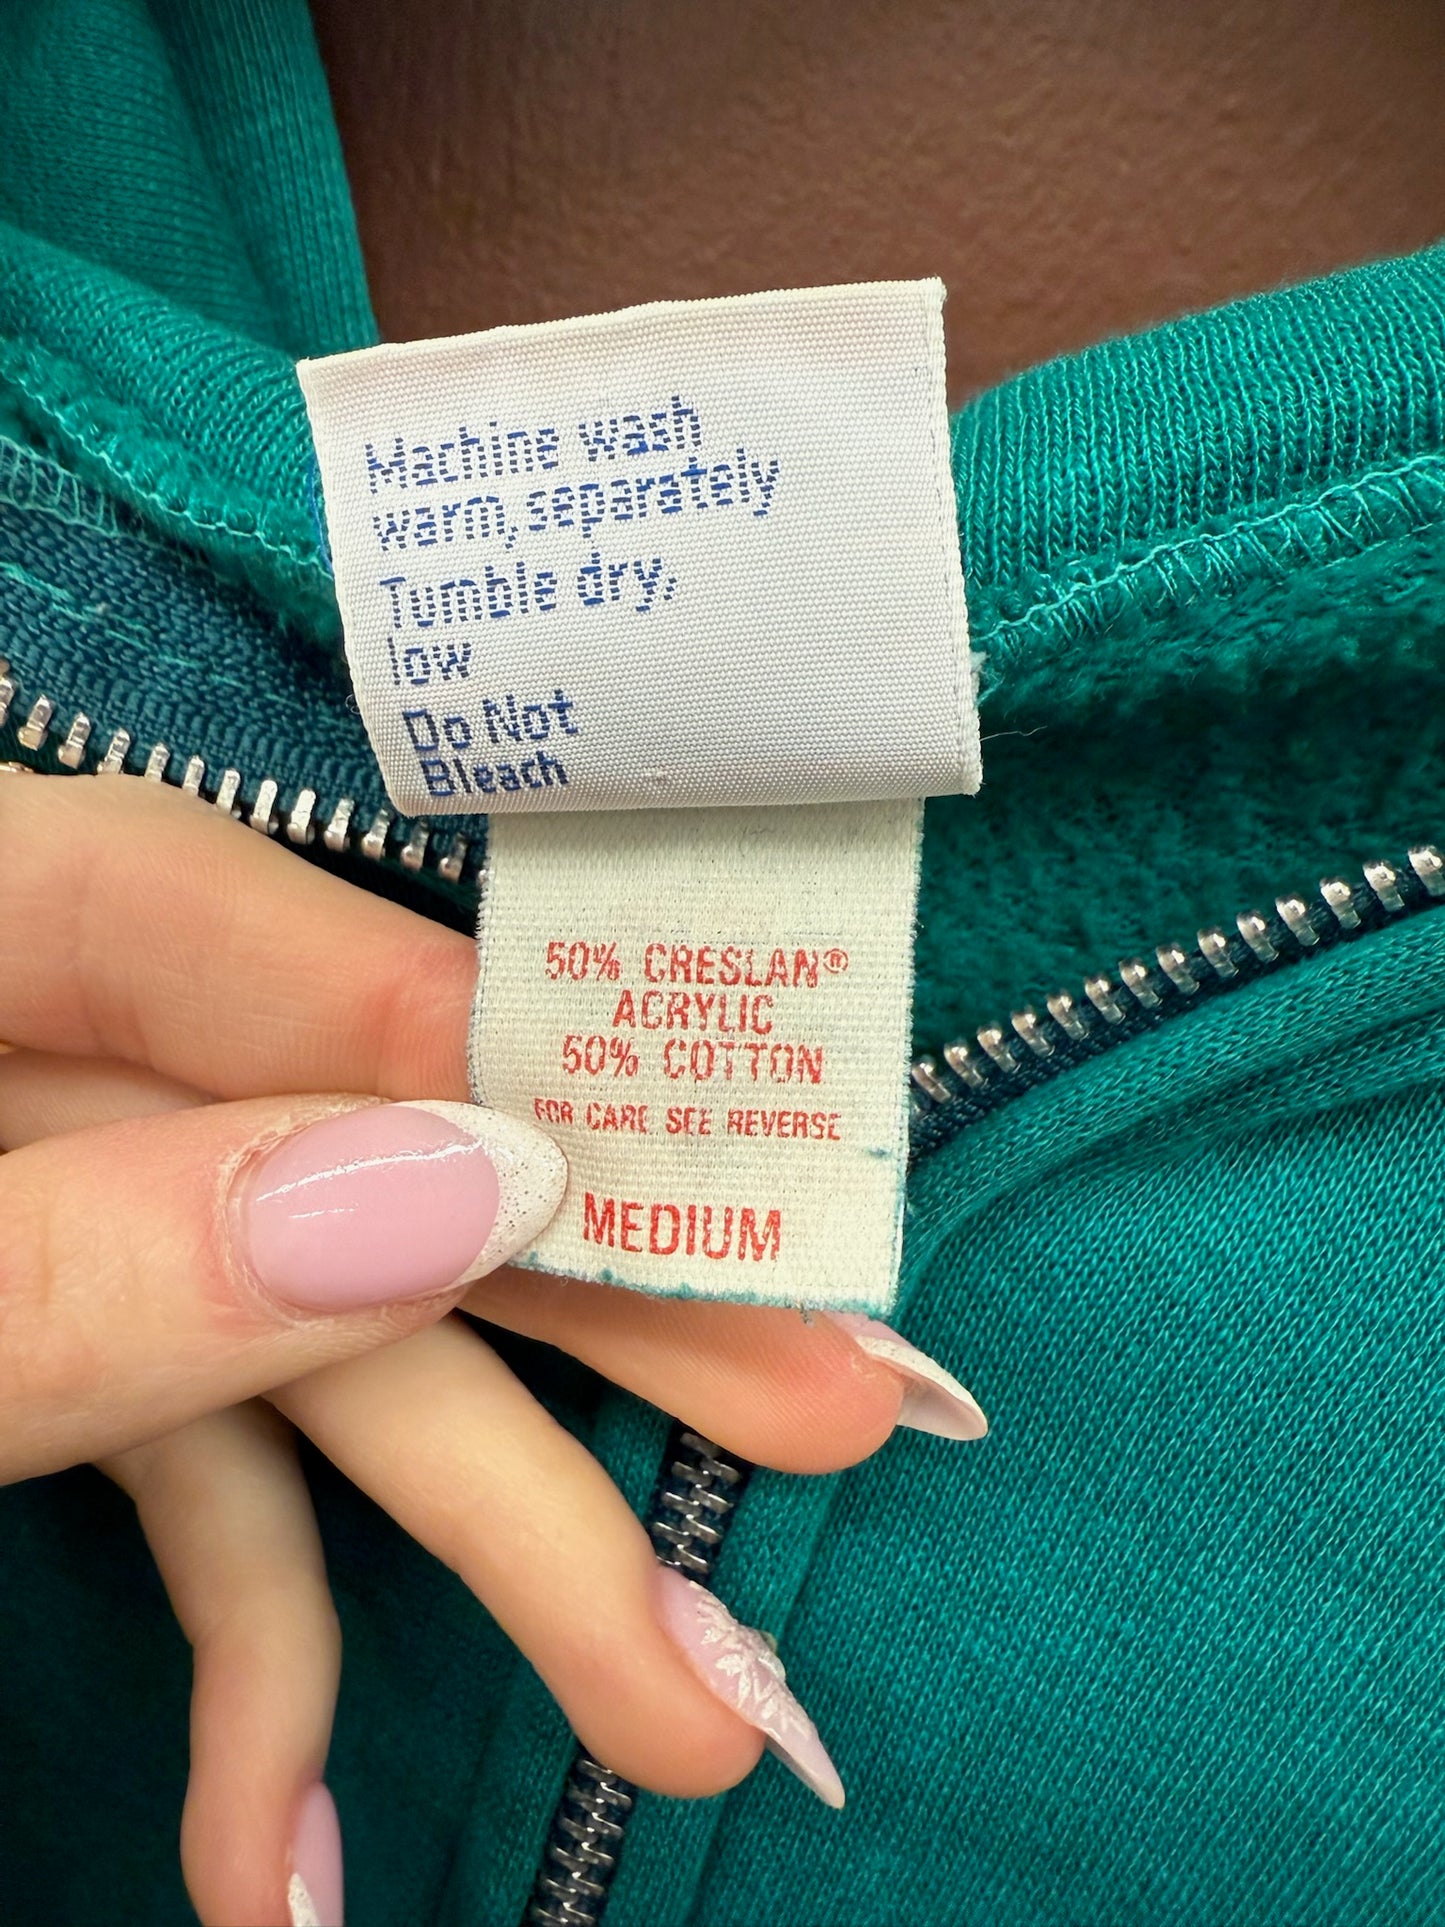 Machine wash
warm, separately
Tumble dry,
low
Do Not
Bleach
50% CRESLAN®
ACRYLIC
50% COTTON
FOR CARE SEE REVERSE
MEDIUM